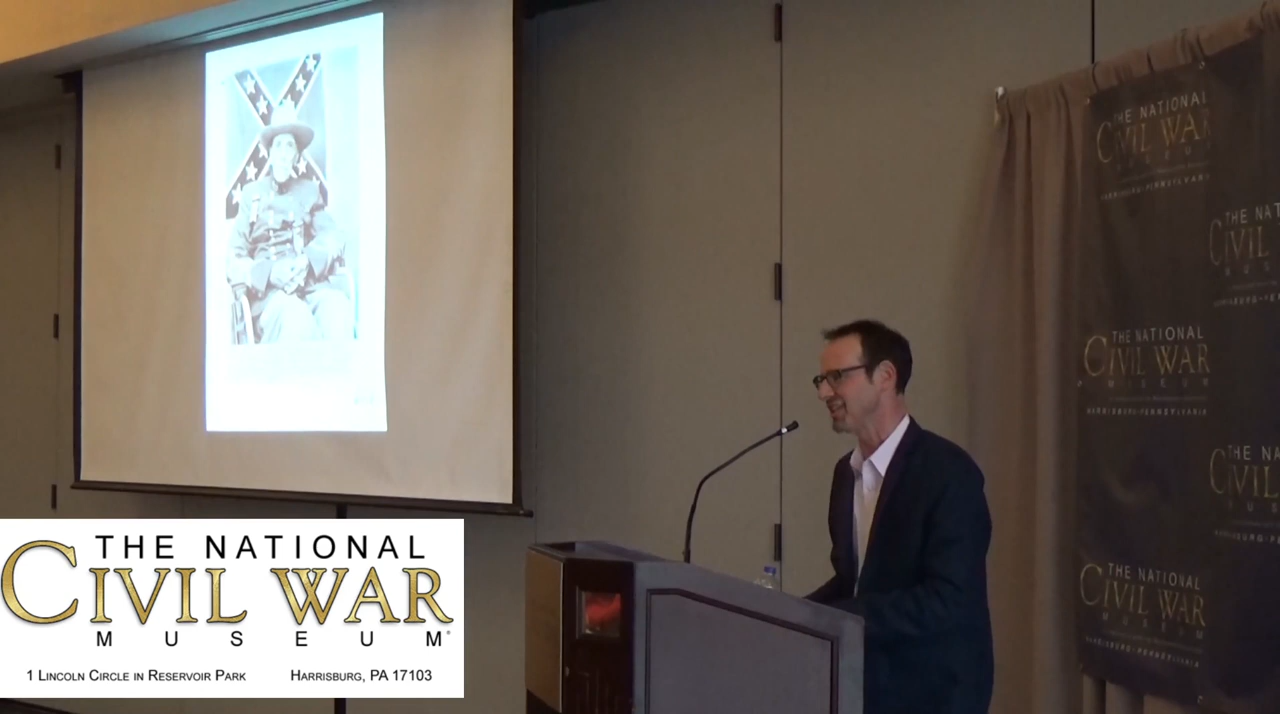 THE NATIONAL
CIVIL WAR
MUSEUM
1 LINCOLN CIRCLE IN RESERVOIR PARK HARRISBURG, PA 17103
THE NATIONAL
CIVIL WAR
THE NATIONAL
CIVIL WAR
MUSEUM
HARRISBURG·PENNSYLVANIA
THE NATIONAL
CIVIL WAR
MUSEUM
HARRISBURG·PENNSYLVANIA